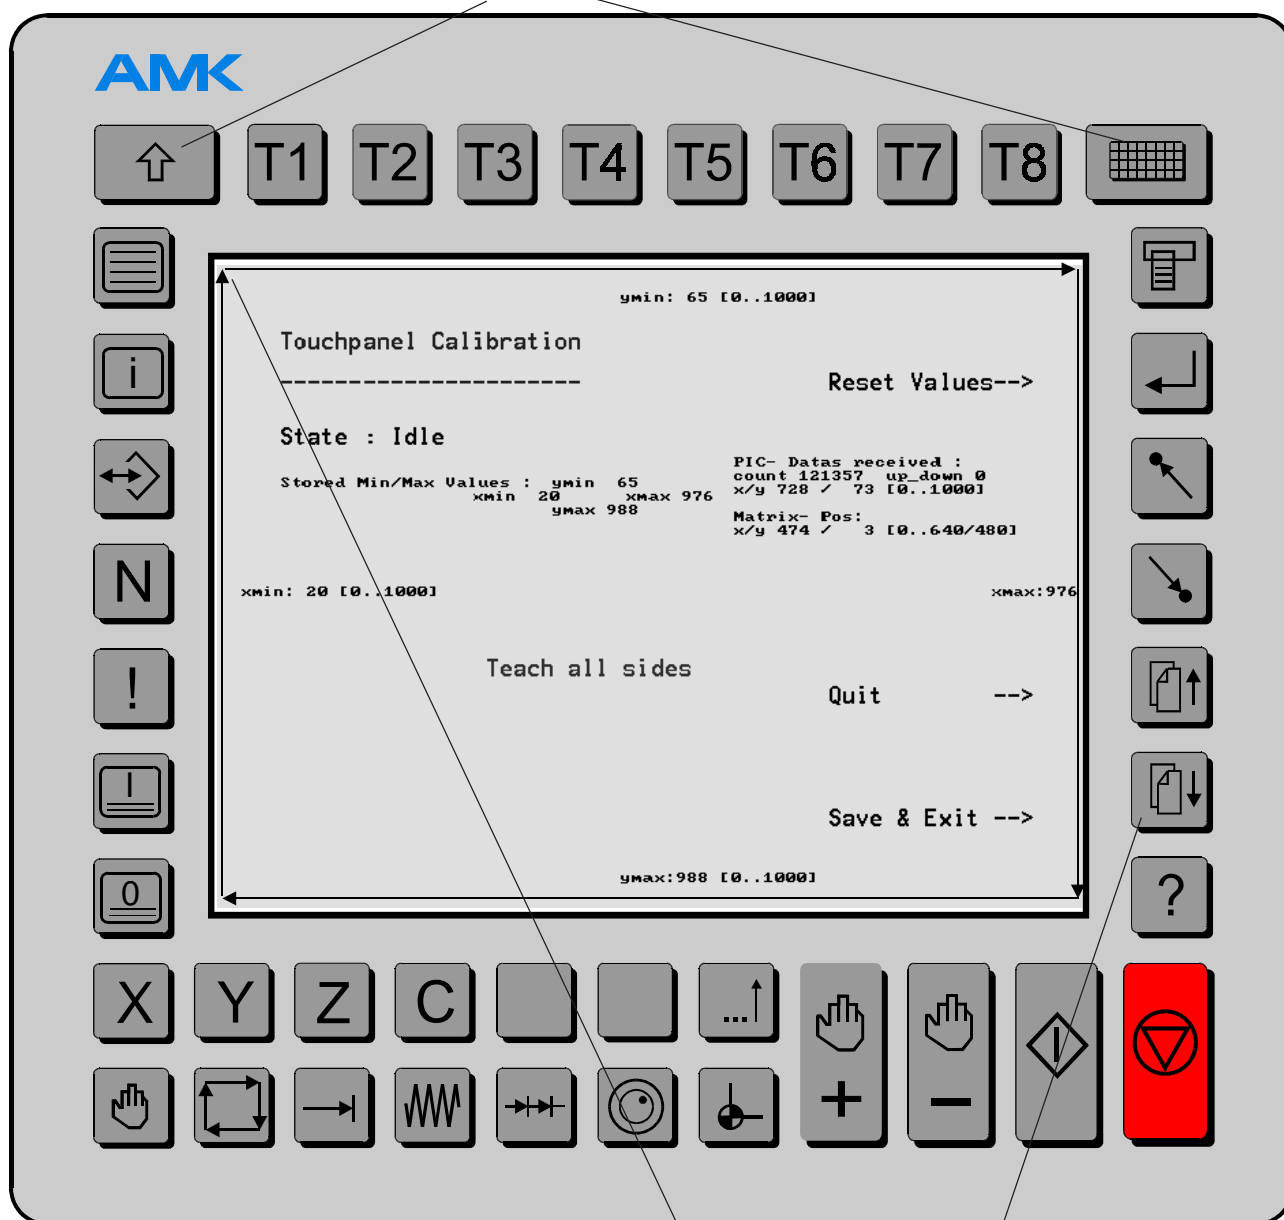 AMK
T1 T2 T3 T4 T5 T6 T7 T8
ymin: 65 [0..1000]
Touchpanel Calibration
----------------------
Reset Values-->
i
State : Idle
PIC- Datas received :
count 121357 up_down 0
x/y 728 / 73 [0..1000]
Stored Min/Max Values : ymin 65
xmin 20 xmax 976
ymax 988
Matrix- Pos:
x/y 474 / 3 [0..640/480]
N
xmin: 20 [0..1000]
xmax:976
!
Teach all sides
Quit -->
I
Save & Exit -->
ymax:988 [0..1000]
0
?
X Y Z C
...
+ −